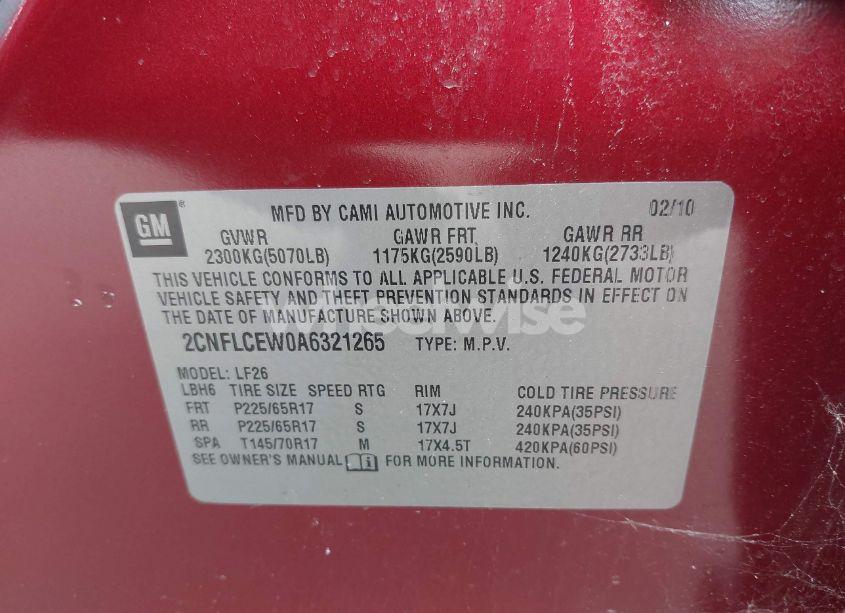 GM
MFD BY CAMI AUTOMOTIVE INC. 02/10
GVWR GAWR FRT GAWR RR
2300KG(5070LB) 1175KG(2590LB) 1240KG(2733LB)
THIS VEHICLE CONFORMS TO ALL APPLICABLE U.S. FEDERAL MOTOR
VEHICLE SAFETY AND THEFT PREVENTION STANDARDS IN EFFECT ON
THE DATE OF MANUFACTURE SHOWN ABOVE.
wheelwise
2CNFLCEW0A6321265 TYPE: M.P.V.
MODEL: LF26
LBH6 TIRE SIZE SPEED RTG RIM COLD TIRE PRESSURE
FRT P225/65R17 S 17X7J 240KPA(35PSI)
RR P225/65R17 S 17X7J 240KPA(35PSI)
SPA T145/70R17 M 17X4.5T 420KPA(60PSI)
SEE OWNER'S MANUAL FOR MORE INFORMATION.